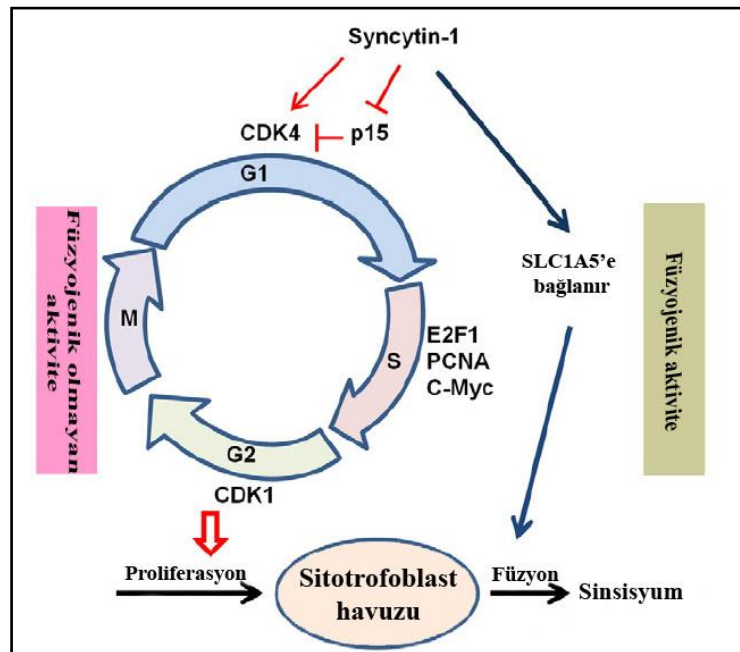 Syncytin-1
CDK4
p15
G1
Füzyojenik olmayan
aktivite
M
S
E2F1
PCNA
C-Myc
G2
CDK1
SLC1A5’e
bağlanır
Füzyojenik aktivite
Proliferasyon
Sitotrofoblast
havuzu
Füzyon
Sinsisyum